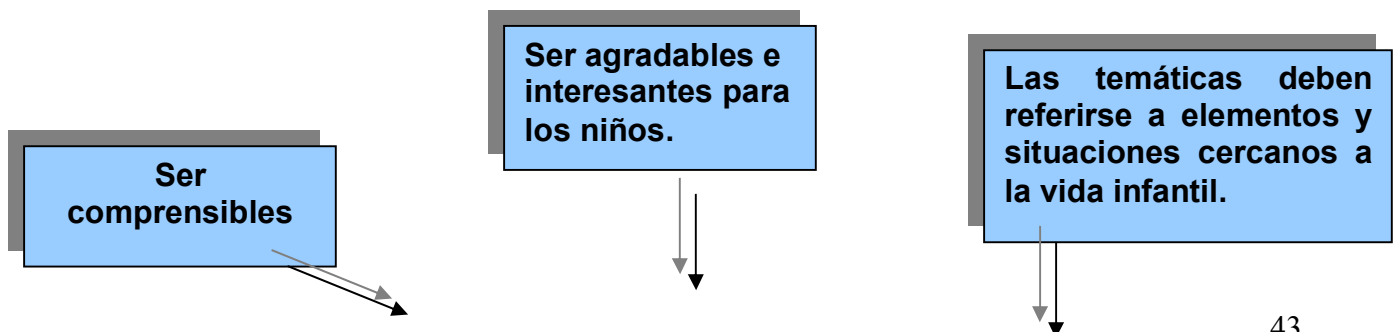 Ser
comprensibles
Ser agradables e
interesantes para
los niños.
Las temáticas deben
referirse a elementos y
situaciones cercanos a
la vida infantil.
43